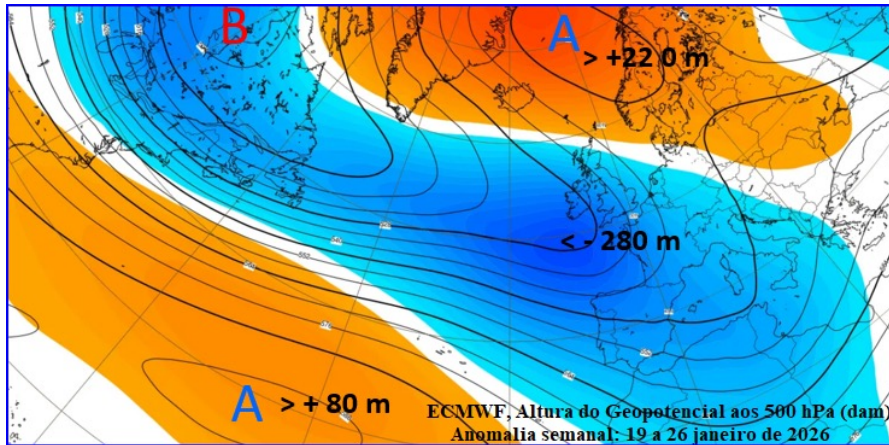 B
A
> +22 0 m
< - 280 m
A > + 80 m
ECMWF, Altura do Geopotencial aos 500 hPa (dam)
Anomalia semanal: 19 a 26 janeiro de 2026